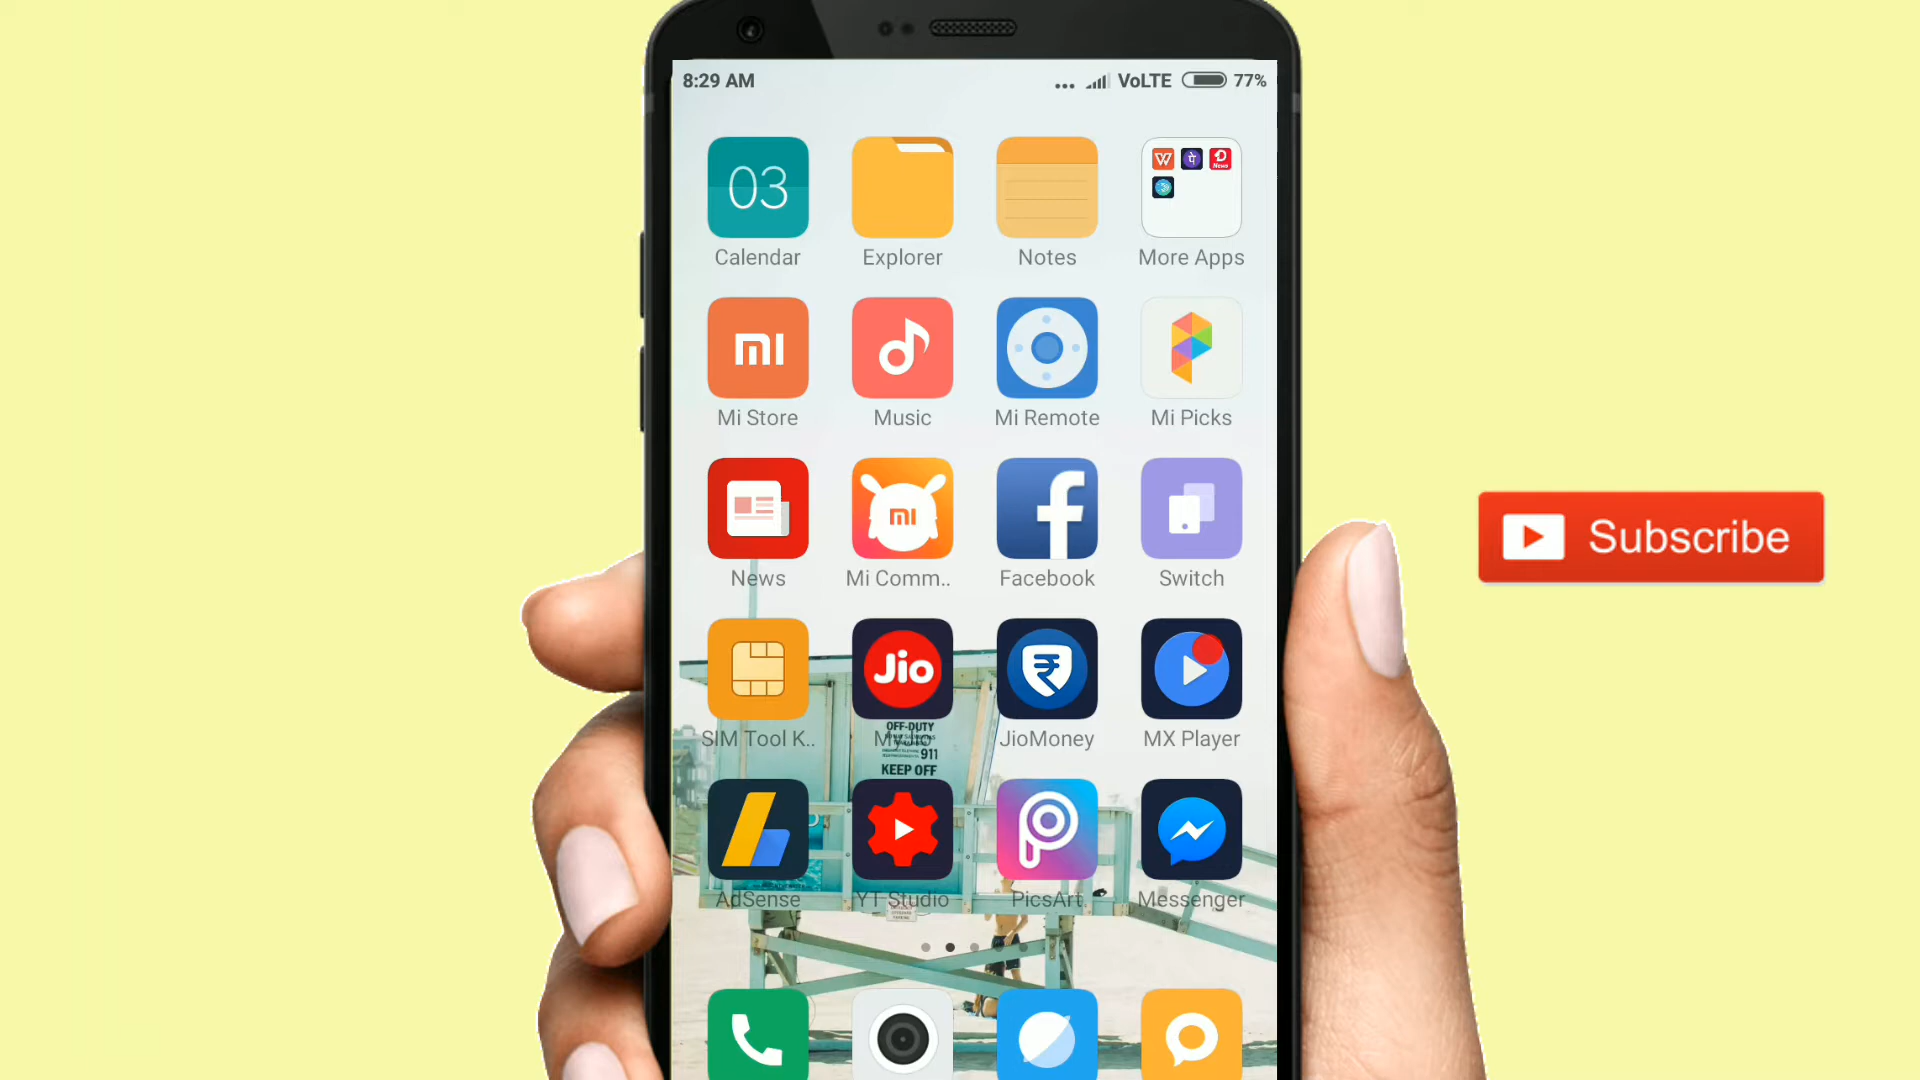 8:29 AM
... VoLTE 77%
03
Calendar
Explorer
Notes
More Apps
mi
Mi Store
Music
Mi Remote
Mi Picks
News
mi
Mi Comm..
f
Facebook
Switch
Subscribe
SIM Tool K..
Jio
JioMoney
MX Player
OFF-DUTY
911
KEEP OFF
AdSense
YT Studio
PicsArt
Messenger